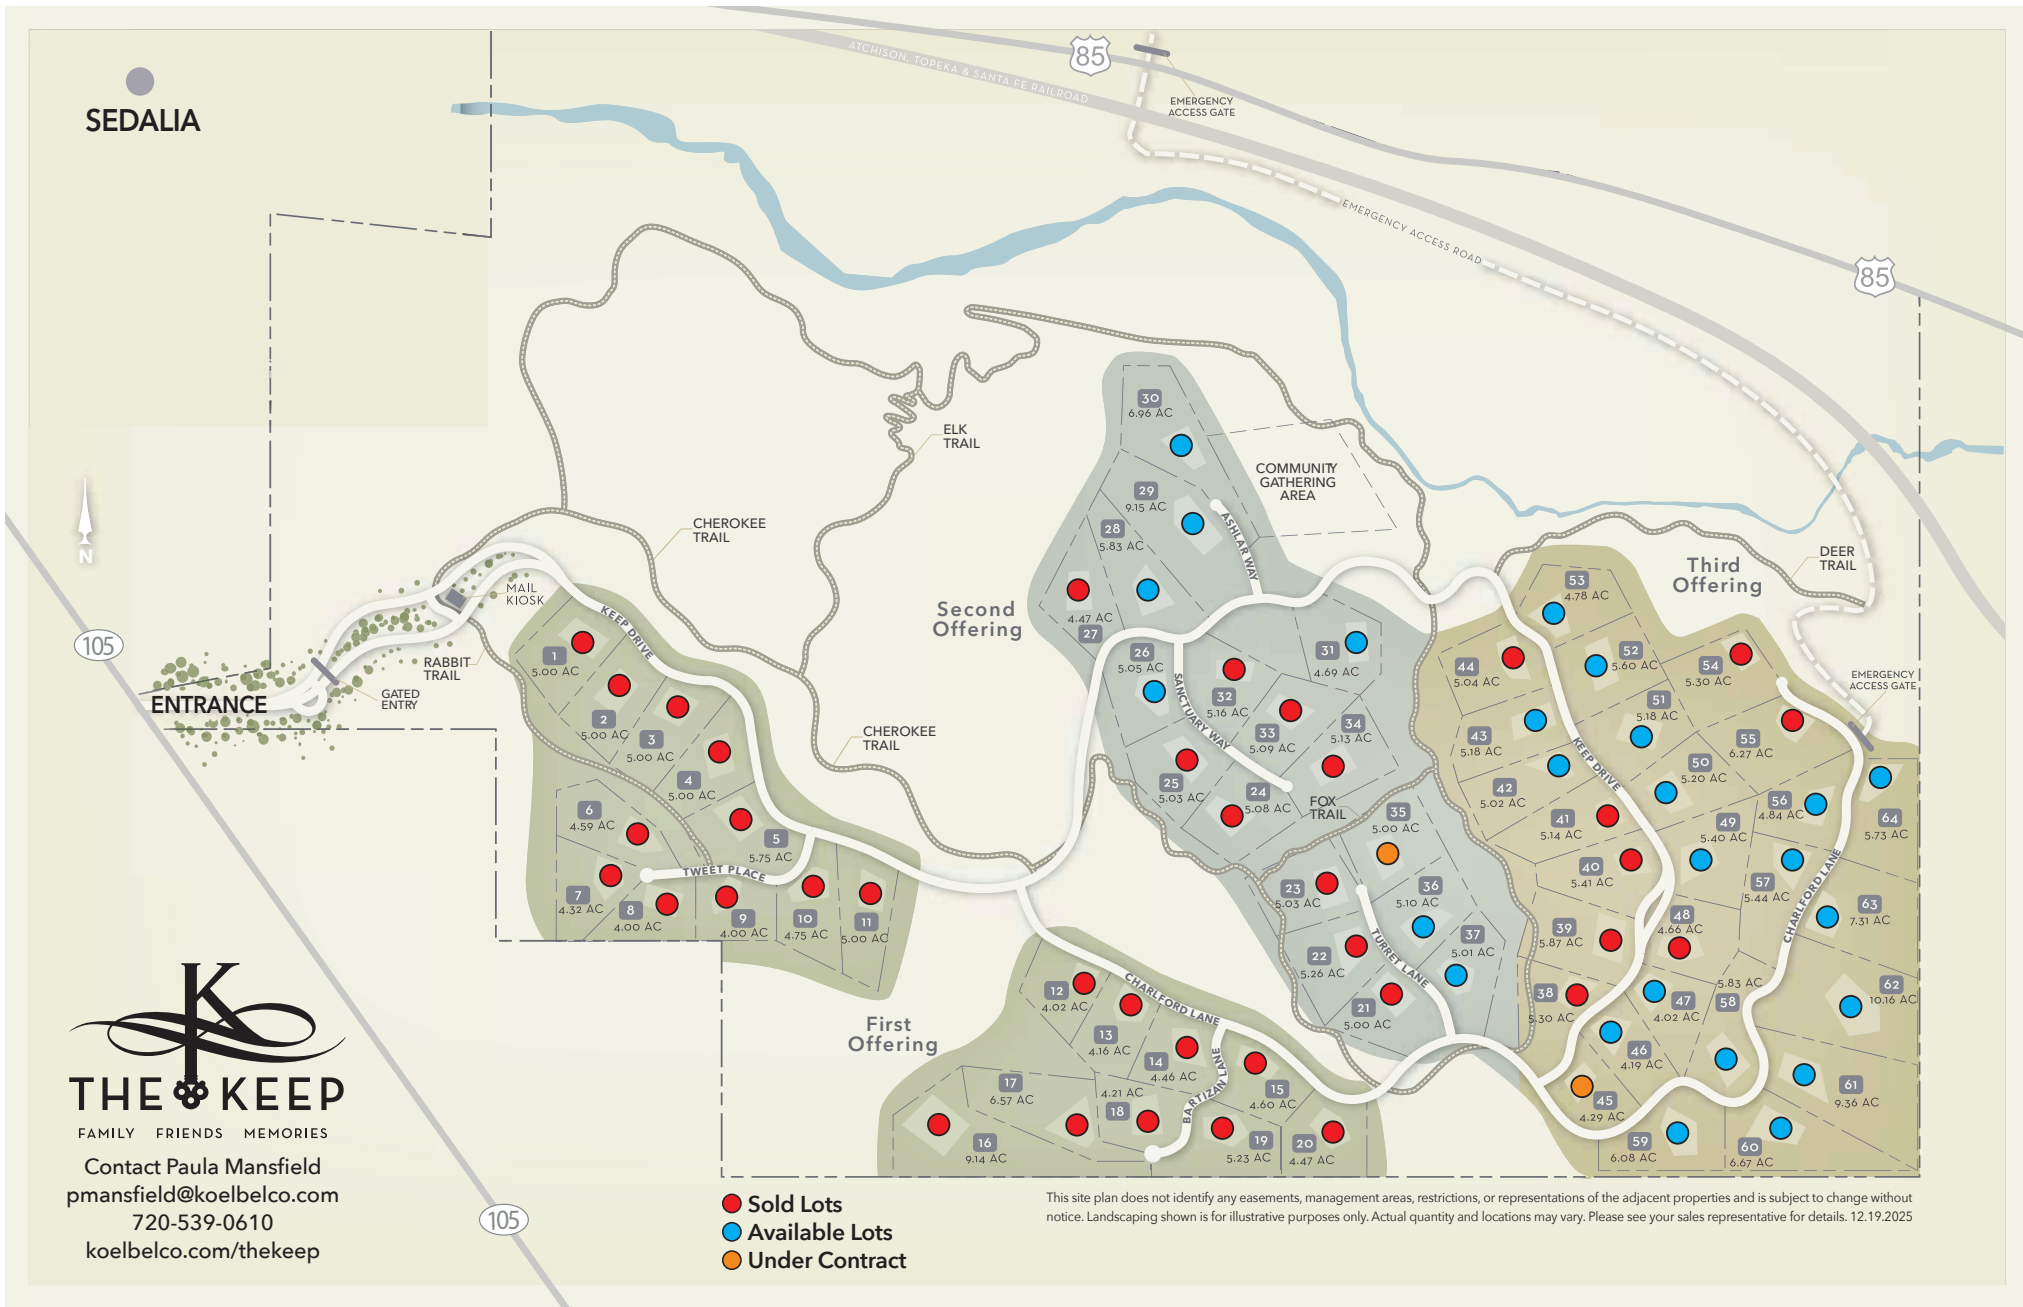 SEDALIA
ATCHISON, TOPEKA & SANTA FE RAILROAD
85
EMERGENCY
ACCESS GATE
EMERGENCY ACCESS ROAD
85
N
105
ENTRANCE
GATED
ENTRY
MAIL
KIOSK
RABBIT
TRAIL
CHEROKEE
TRAIL
ELK
TRAIL
CHEROKEE
TRAIL
KEEP DRIVE
TWEET PLACE
1
5.00 AC
2
5.00 AC
3
5.00 AC
4
5.00 AC
5
5.75 AC
6
4.59 AC
7
4.32 AC
8
4.00 AC
9
4.00 AC
10
4.75 AC
11
5.00 AC
First
Offering
12
4.02 AC
13
4.16 AC
14
4.46 AC
15
4.60 AC
16
9.14 AC
17
6.57 AC
4.21 AC
18
19
5.23 AC
20
4.47 AC
CHARLFORD LANE
BARTIZAN LANE
Second
Offering
COMMUNITY
GATHERING
AREA
ASHLAR WAY
SANCTUARY WAY
FOX
TRAIL
TURRET LANE
30
6.96 AC
29
9.15 AC
28
5.83 AC
4.47 AC
27
26
5.05 AC
31
4.69 AC
32
5.16 AC
33
5.09 AC
34
5.13 AC
25
5.03 AC
24
5.08 AC
35
5.00 AC
23
5.03 AC
36
5.10 AC
37
5.01 AC
22
5.26 AC
21
5.00 AC
Third
Offering
DEER
TRAIL
EMERGENCY
ACCESS GATE
KEEP DRIVE
CHARLFORD LANE
53
4.78 AC
52
5.60 AC
54
5.30 AC
44
5.04 AC
51
5.18 AC
43
5.18 AC
55
6.27 AC
50
5.20 AC
42
5.02 AC
56
4.84 AC
64
5.73 AC
41
5.14 AC
49
5.40 AC
40
5.41 AC
57
5.44 AC
63
7.31 AC
48
4.66 AC
39
5.87 AC
38
5.30 AC
47
4.02 AC
5.83 AC
58
62
10.16 AC
46
4.19 AC
45
4.29 AC
61
9.36 AC
59
6.08 AC
60
6.67 AC
K
THE KEEP
FAMILY FRIENDS MEMORIES
Contact Paula Mansfield
pmansfield@koelbelco.com
720-539-0610
koelbelco.com/thekeep
105
Sold Lots
Available Lots
Under Contract
This site plan does not identify any easements, management areas, restrictions, or representations of the adjacent properties and is subject to change without
notice. Landscaping shown is for illustrative purposes only. Actual quantity and locations may vary. Please see your sales representative for details. 12.19.2025